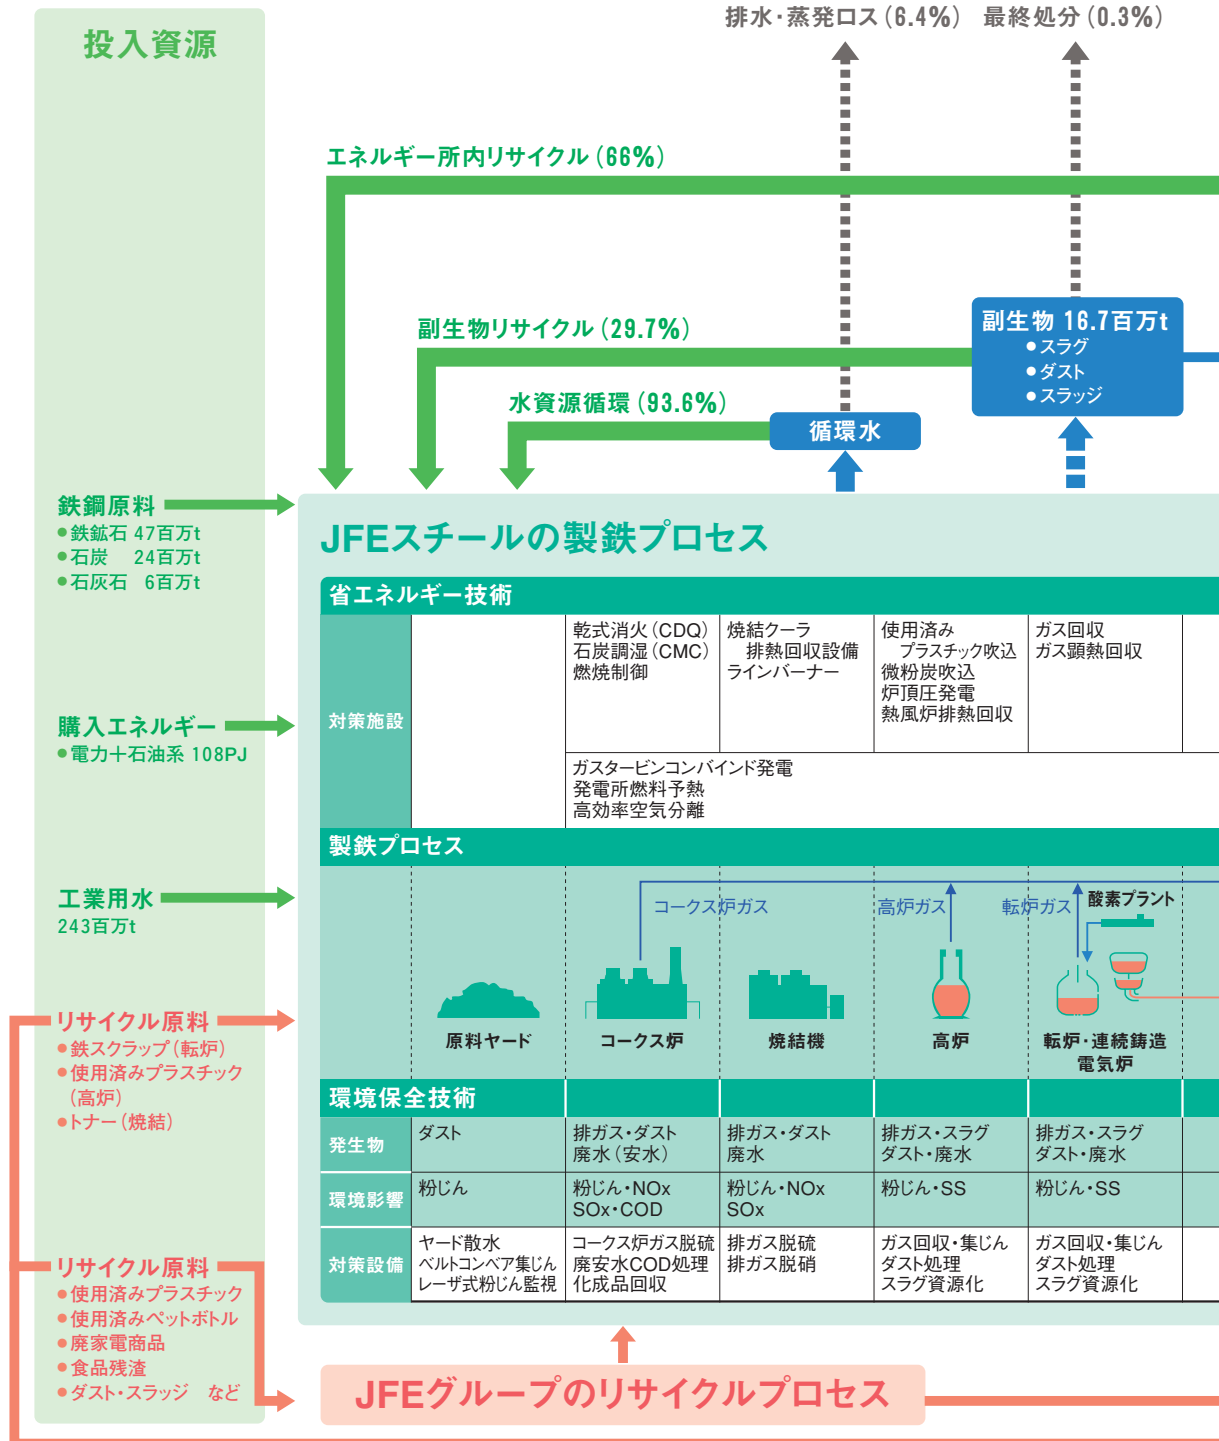 排水・蒸発ロス（6.4%） 最終処分（0.3%）
投入資源
エネルギー所内リサイクル（66%）
副生物リサイクル（29.7%）
副生物 16.7百万t
●スラグ
●ダスト
●スラッジ
水資源循環（93.6%）
循環水
鉄鋼原料
●鉄鉱石 47百万t
●石炭 24百万t
●石灰石 6百万t
購入エネルギー
●電力＋石油系 108PJ
工業用水
243百万t
リサイクル原料
●鉄スクラップ（転炉）
●使用済みプラスチック
（高炉）
●トナー（焼結）
リサイクル原料
●使用済みプラスチック
●使用済みペットボトル
●廃家電商品
●食品残渣
●ダスト・スラッジ など
JFEスチールの製鉄プロセス
省エネルギー技術
対策施設
乾式消火（CDQ）
石炭調湿（CMC）
燃焼制御
焼結クーラ
排熱回収設備
ラインバーナー
使用済み
プラスチック吹込
微粉炭吹込
炉頂圧発電
熱風炉排熱回収
ガス回収
ガス顕熱回収
ガスタービンコンバインド発電
発電所燃料予熱
高効率空気分離
製鉄プロセス
コークス炉ガス
高炉ガス
転炉ガス
酸素プラント
原料ヤード
コークス炉
焼結機
高炉
転炉・連続鋳造
電気炉
環境保全技術
発生物
ダスト
排ガス・ダスト
廃水（安水）
排ガス・ダスト
廃水
排ガス・スラグ
ダスト・廃水
排ガス・スラグ
ダスト・廃水
環境影響
粉じん
粉じん・NOx
SOx・COD
粉じん・NOx
SOx
粉じん・SS
粉じん・SS
対策設備
ヤード散水
ベルトコンベア集じん
レーザ式粉じん監視
コークス炉ガス脱硫
廃安水COD処理
化成品回収
排ガス脱硫
排ガス脱硝
ガス回収・集じん
ダスト処理
スラグ資源化
ガス回収・集じん
ダスト処理
スラグ資源化
JFEグループのリサイクルプロセス